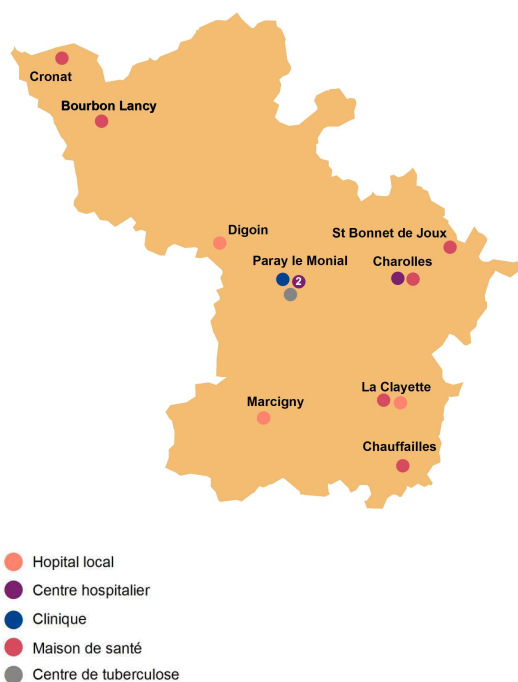 Cronat
Bourbon Lancy
Digoin
St Bonnet de Joux
Paray le Monial
Charolles
2
La Clayette
Marcigny
Chauffailles
Hopital local
Centre hospitalier
Clinique
Maison de santé
Centre de tuberculose